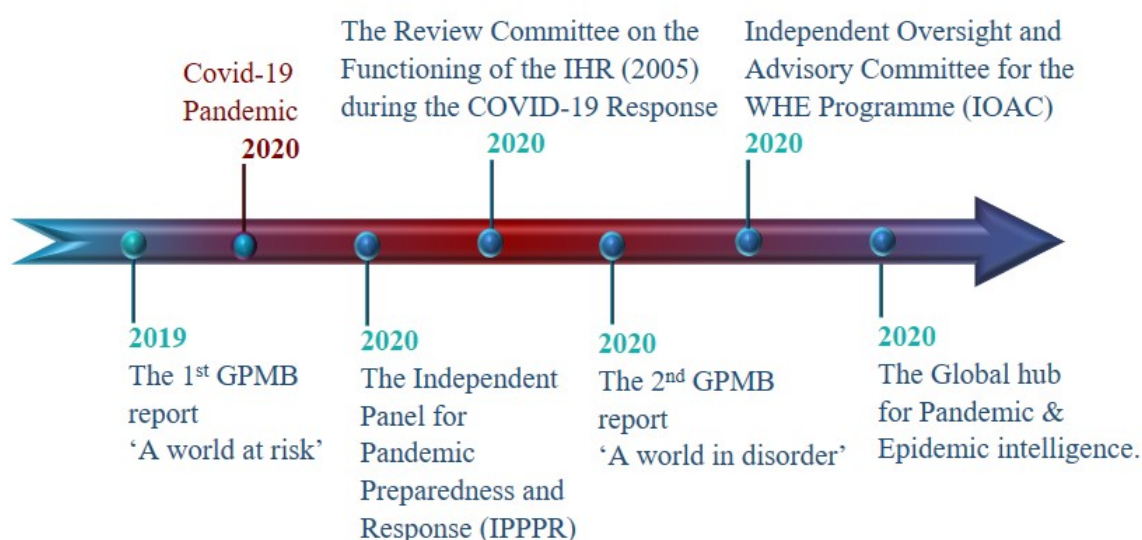 Covid-19
Pandemic
2020
The Review Committee on the
Functioning of the IHR (2005)
during the COVID-19 Response
2020
Independent Oversight and
Advisory Committee for the
WHE Programme (IOAC)
2020
2019
The 1st GPMB
report
‘A world at risk’
2020
The Independent
Panel for
Pandemic
Preparedness and
Response (IPPPR)
2020
The 2nd GPMB
report
‘A world in disorder’
2020
The Global hub
for Pandemic &
Epidemic intelligence.